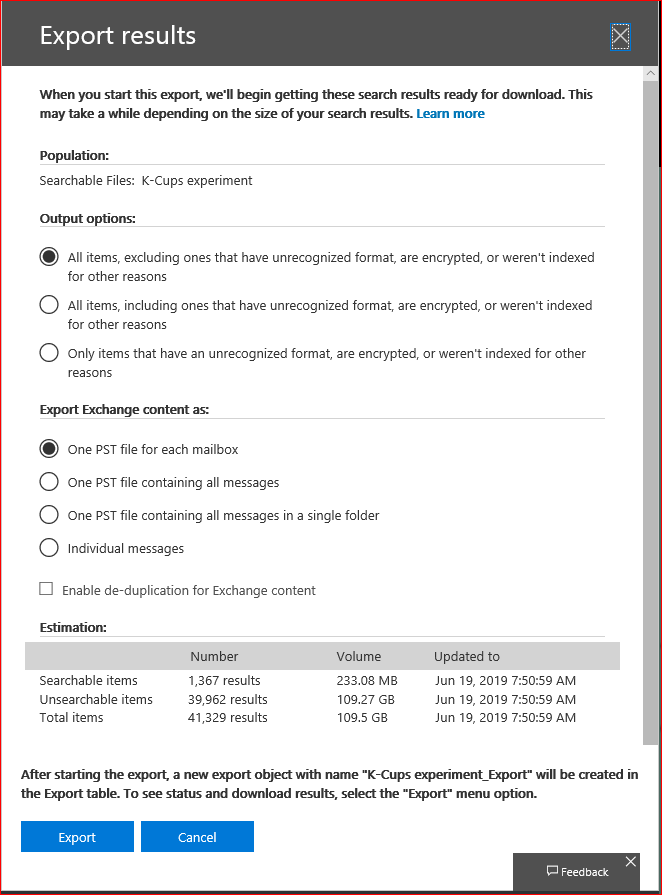 Export results
When you start this export, we'll begin getting these search results ready for download. This
may take a while depending on the size of your search results. Learn more
Population:
Searchable Files: K-Cups experiment
Output options:
All items, excluding ones that have unrecognized format, are encrypted, or weren't indexed
for other reasons
All items, including ones that have unrecognized format, are encrypted, or weren't indexed
for other reasons
Only items that have an unrecognized format, are encrypted, or weren't indexed for other
reasons
Export Exchange content as:
One PST file for each mailbox
One PST file containing all messages
One PST file containing all messages in a single folder
Individual messages
Enable de-duplication for Exchange content
Estimation:
Number Volume Updated to
Searchable items 1,367 results 233.08 MB Jun 19, 2019 7:50:59 AM
Unsearchable items 39,962 results 109.27 GB Jun 19, 2019 7:50:59 AM
Total items 41,329 results 109.5 GB Jun 19, 2019 7:50:59 AM
After starting the export, a new export object with name "K-Cups experiment_Export" will be created in
the Export table. To see status and download results, select the "Export" menu option.
Export Cancel
Feedback